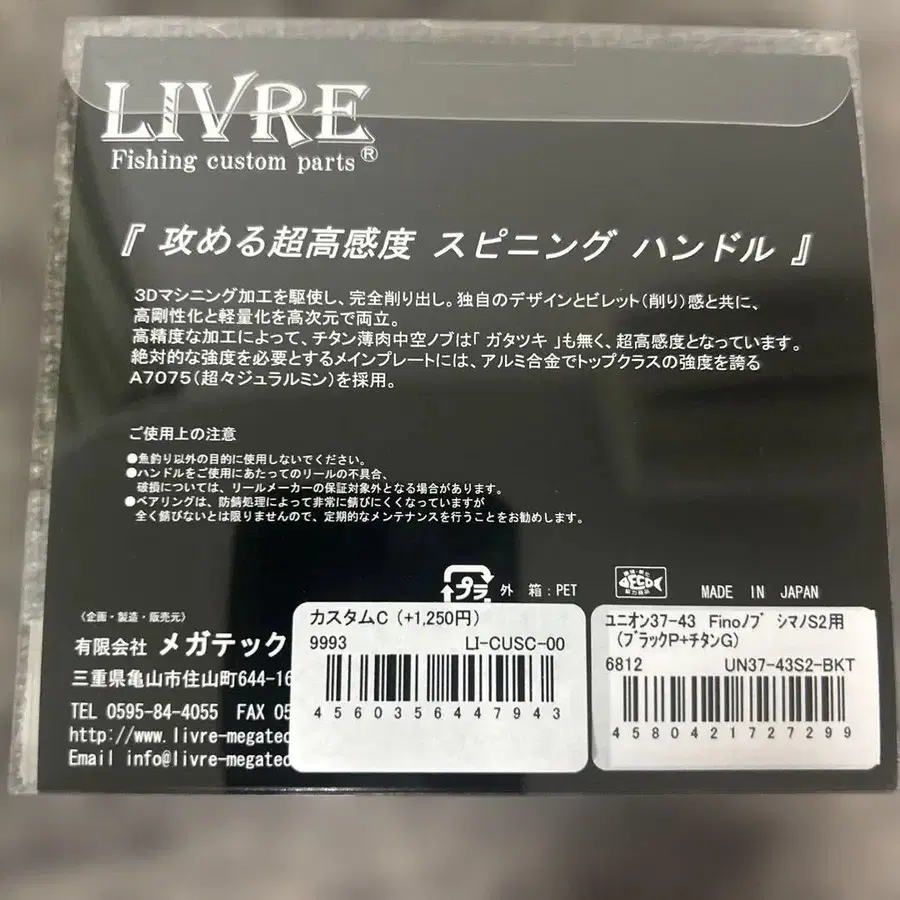 LIVRE
Fishing custom parts®
『 攻める超高感度 スピニング ハンドル 』
3Dマシニング加工を駆使し、完全削り出し。独自のデザインとビレット(削り)感と共に、
高剛性化と軽量化を高次元で両立。
高精度な加工によって、チタン薄肉中空ノブは「 ガタツキ 」も無く、超高感度となっています。
絶対的な強度を必要とするメインプレートには、アルミ合金でトップクラスの強度を誇る
A7075(超々ジュラルミン)を採用。
ご使用上の注意
●魚釣り以外の目的に使用しないでください。
●ハンドルをご使用にあたってのリールの不具合、
破損については、リールメーカーの保証対象外となる場合があります。
●ベアリングは、防錆処理によって非常に錆びにくくなっていますが
全く錆びないとは限りませんので、定期的なメンテナンスを行うことをお勧めします。
プラ 外 箱:PET
FECO
MADE IN JAPAN
〈企画・製造・販売元〉
有限会社 メガテック
三重県亀山市住山町644-16
TEL 0595-84-4055 FAX 05
http://www.livre-megatec
Email info@livre-megatec
カスタムC (+1,250円)
9993 LI-CUSC-00
4560356447943
ユニオン37-43 Finoノブ シマノS2用
(ブラックP+チタンG)
6812 UN37-43S2-BKT
4580421727299